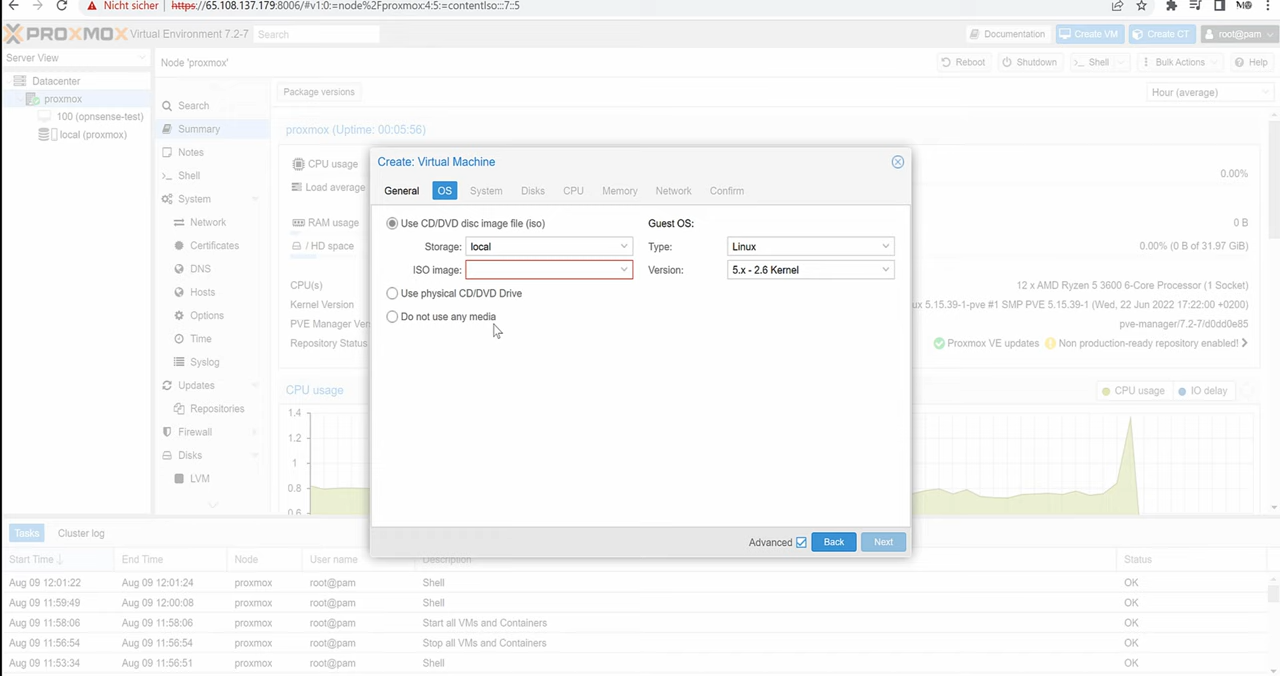 Nicht sicher https://65.108.137.179:8006/#v1:0:=node%2Fproxmox:4:5:=contentIso:::7::5
PROXMOX Virtual Environment 7.2-7 Search Documentation Create VM Create CT root@pam
Server View Node 'proxmox' Reboot Shutdown Shell Bulk Actions Help
Datacenter
proxmox
100 (opnsense-test)
local (proxmox)
Search
Summary
Notes
Shell
System
Network
Certificates
DNS
Hosts
Options
Time
Syslog
Updates
Repositories
Firewall
Disks
LVM
Package versions Hour (average)
proxmox (Uptime: 00:05:56)
CPU usage 0.00%
Load average
RAM usage 0 B
/ HD space 0.00% (0 B of 31.97 GiB)
CPU(s) 12 x AMD Ryzen 5 3600 6-Core Processor (1 Socket)
Kernel Version ux 5.15.39-1-pve #1 SMP PVE 5.15.39-1 (Wed, 22 Jun 2022 17:22:00 +0200)
PVE Manager Ver pve-manager/7.2-7/d0dd0e85
Repository Status Proxmox VE updates Non production-ready repository enabled!
CPU usage CPU usage IO delay
1.4
1.2
1
0.8
0.6
Create: Virtual Machine
General OS System Disks CPU Memory Network Confirm
Use CD/DVD disc image file (iso) Guest OS:
Storage: local Type: Linux
ISO image: Version: 5.x - 2.6 Kernel
Use physical CD/DVD Drive
Do not use any media
Advanced Back Next
Tasks Cluster log
Start Time End Time Node User name Description Status
Aug 09 12:01:22 Aug 09 12:01:24 proxmox root@pam Shell OK
Aug 09 11:59:49 Aug 09 12:00:08 proxmox root@pam Shell OK
Aug 09 11:58:06 Aug 09 11:58:06 proxmox root@pam Start all VMs and Containers OK
Aug 09 11:56:54 Aug 09 11:56:54 proxmox root@pam Stop all VMs and Containers OK
Aug 09 11:53:34 Aug 09 11:56:51 proxmox root@pam Shell OK